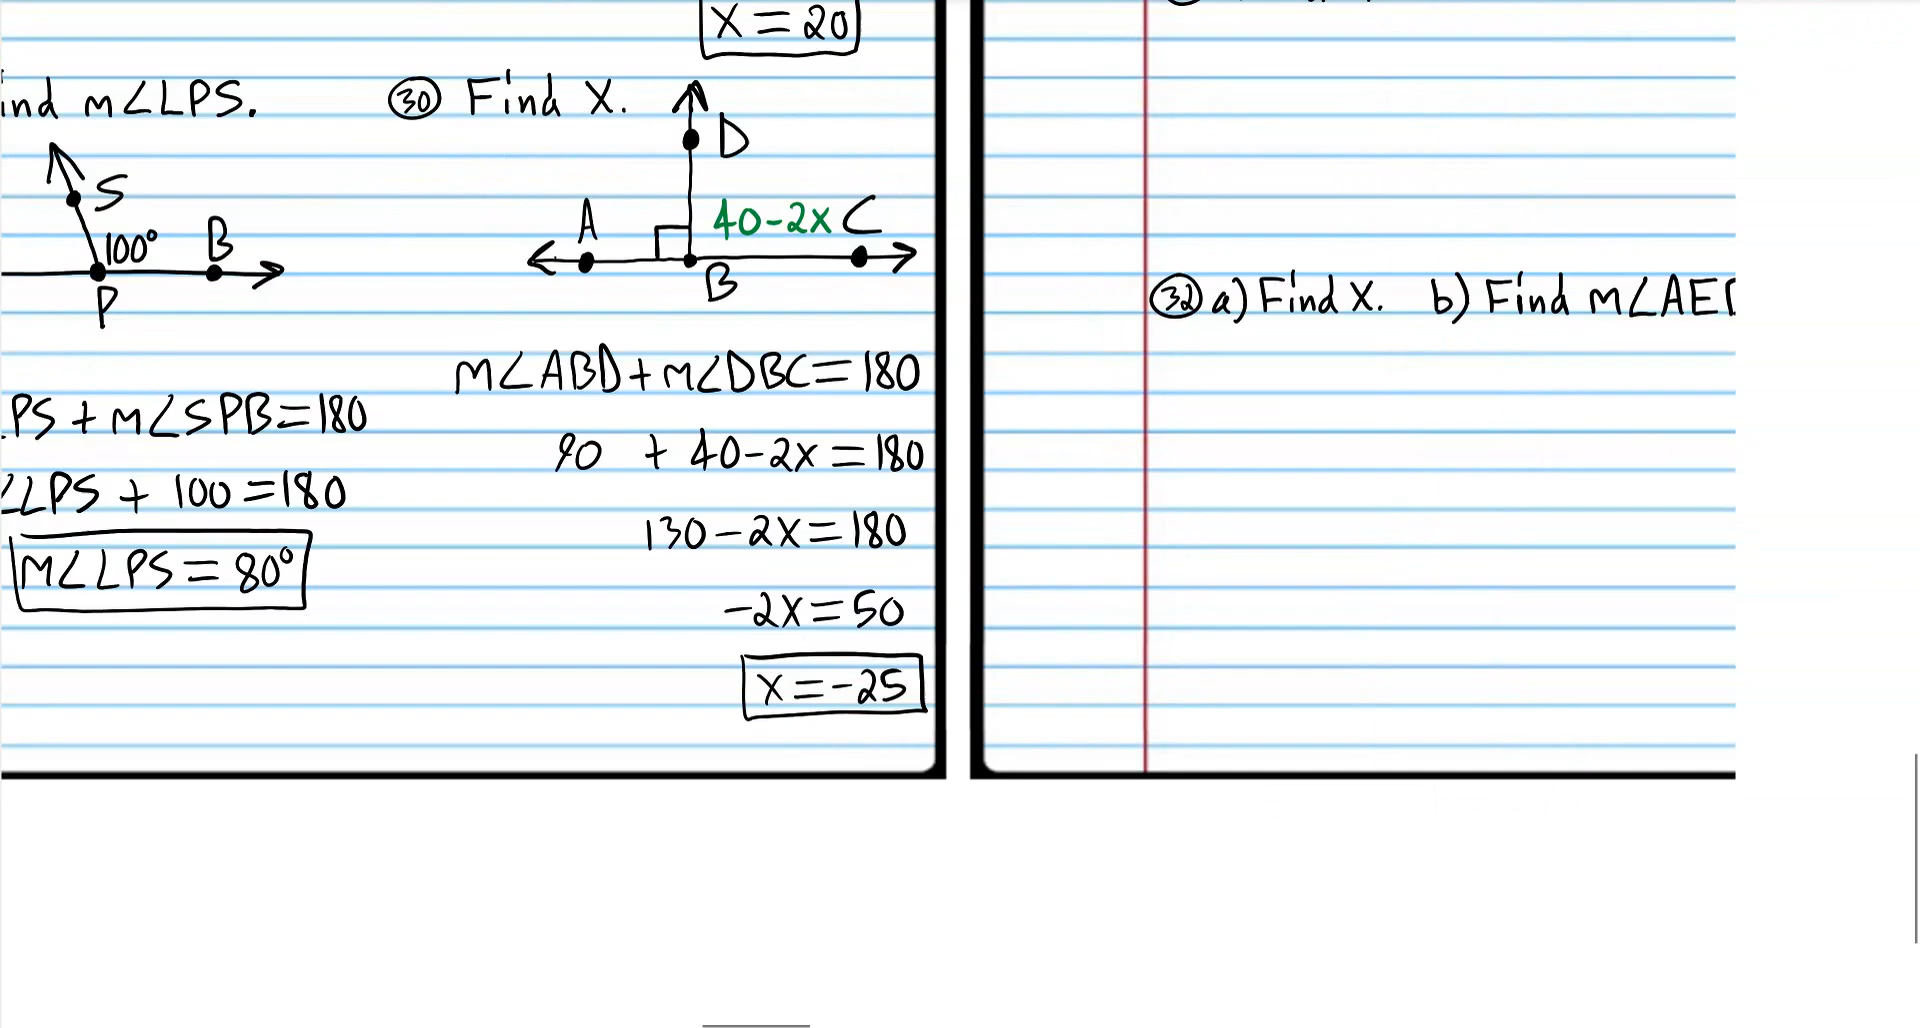 x = 20
ind m∠LPS.
30 Find x.
D
S
100°
B
P
A
40-2x
C
B
m∠ABD + m∠DBC = 180
PS + m∠SPB = 180
90 + 40-2x = 180
∠LPS + 100 = 180
130-2x = 180
m∠LPS = 80°
-2x = 50
x = -25
32 a) Find x. b) Find m∠AE